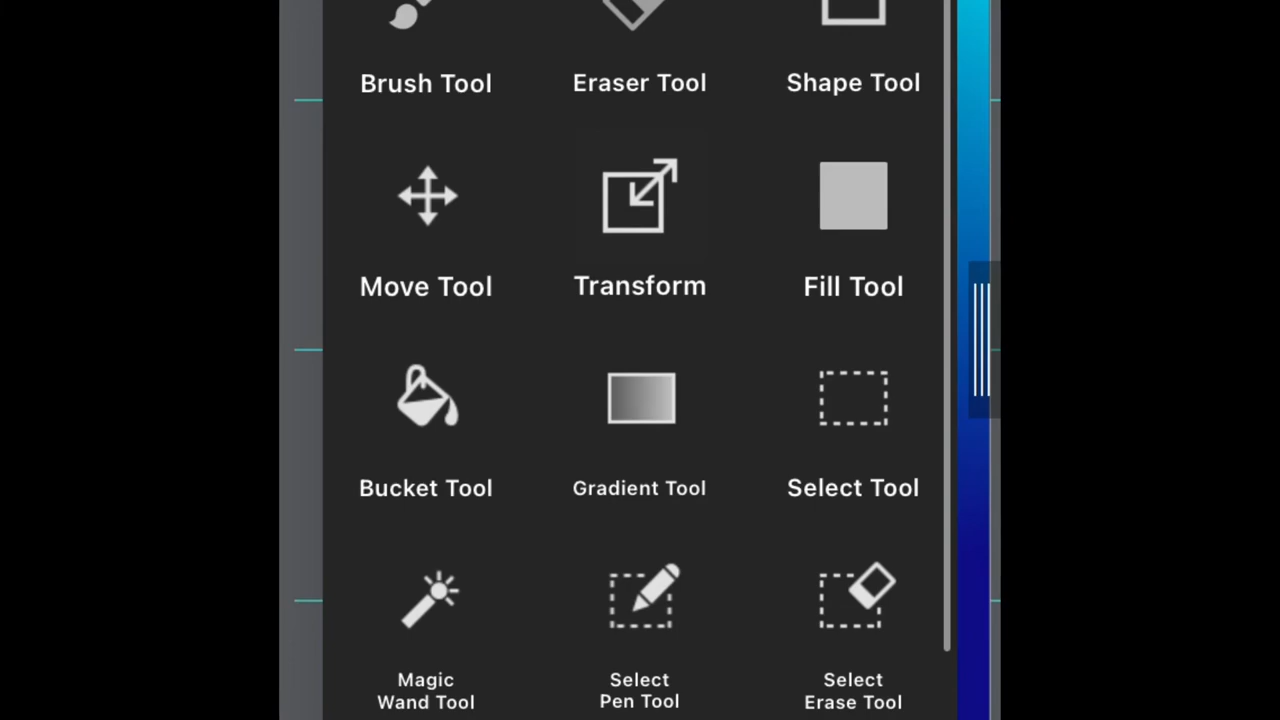 Brush Tool
Eraser Tool
Shape Tool
Move Tool
Transform
Fill Tool
Bucket Tool
Gradient Tool
Select Tool
Magic
Wand Tool
Select
Pen Tool
Select
Erase Tool